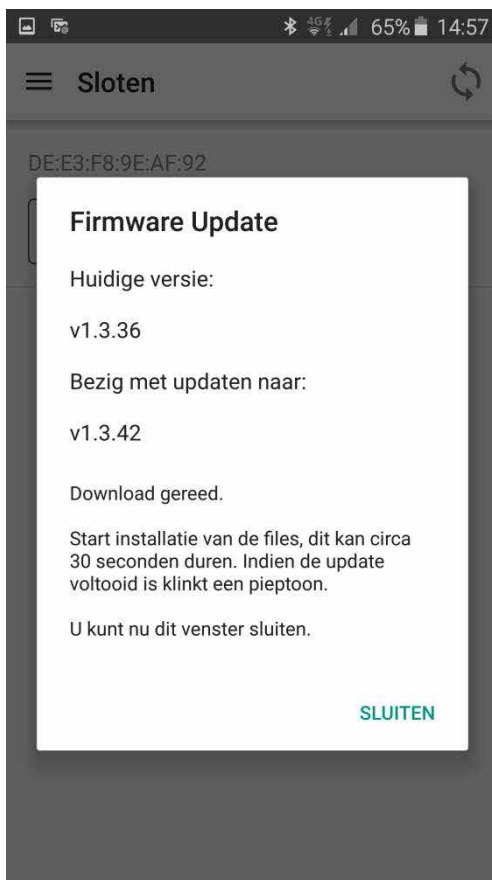 4G 65% 14:57
Sloten
DE:E3:F8:9E:AF:92
Firmware Update
Huidige versie:
v1.3.36
Bezig met updaten naar:
v1.3.42
Download gereed.
Start installatie van de files, dit kan circa
30 seconden duren. Indien de update
voltooid is klinkt een pieptoon.
U kunt nu dit venster sluiten.
SLUITEN